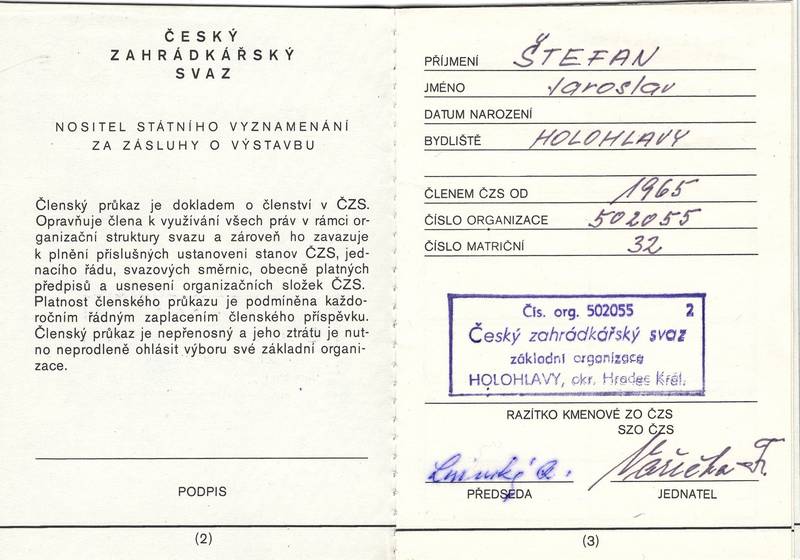 ČESKÝ
ZAHRÁDKÁŘSKÝ
SVAZ
NOSITEL STÁTNÍHO VYZNAMENÁNÍ
ZA ZÁSLUHY O VÝSTAVBU
Členský průkaz je dokladem o členství v ČZS.
Opravňuje člena k využívání všech práv v rámci or-
ganizační struktury svazu a zároveň ho zavazuje
k plnění příslušných ustanovení stanov ČZS, jed-
nacího řádu, svazových směrnic, obecně platných
předpisů a usnesení organizačních složek ČZS.
Platnost členského průkazu je podmíněna každo-
ročním řádným zaplacením členského příspěvku.
Členský průkaz je nepřenosný a jeho ztrátu je nut-
no neprodleně ohlásit výboru své základní organi-
zace.
PODPIS
(2)
PŘÍJMENÍ ŠTEFAN
JMÉNO Jaroslav
DATUM NAROZENÍ
BYDLIŠTĚ HOLOHLAVY
ČLENEM ČZS OD 1965
ČÍSLO ORGANIZACE 502055
ČÍSLO MATRIČNÍ 32
Čís. org. 502055 2
Český zahrádkářský svaz
základní organizace
HOLOHLAVY, okr. Hradec Král.
RAZÍTKO KMENOVÉ ZO ČZS
SZO ČZS
PŘEDSEDA
JEDNATEL
(3)